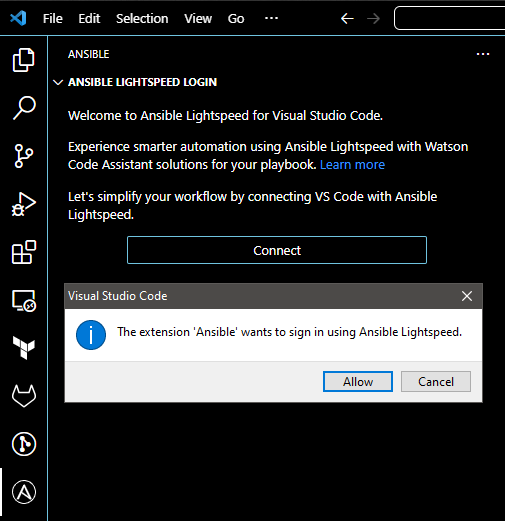 File Edit Selection View Go ···
ANSIBLE ···
ANSIBLE LIGHTSPEED LOGIN
Welcome to Ansible Lightspeed for Visual Studio Code.
Experience smarter automation using Ansible Lightspeed with Watson
Code Assistant solutions for your playbook. Learn more
Let's simplify your workflow by connecting VS Code with Ansible
Lightspeed.
Connect
Visual Studio Code
The extension 'Ansible' wants to sign in using Ansible Lightspeed.
Allow Cancel